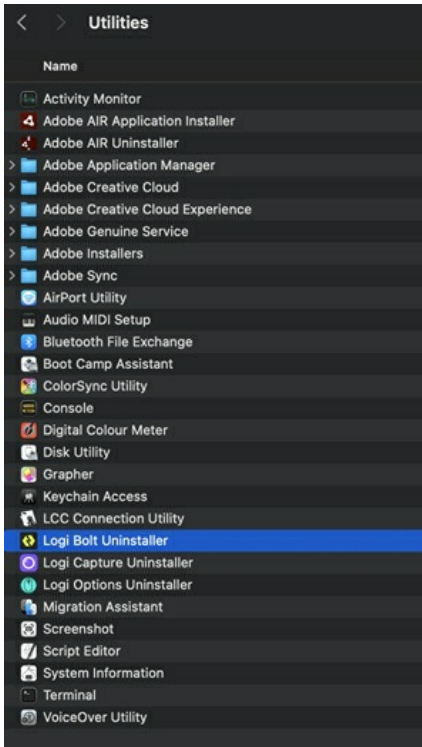 Utilities
Name
Activity Monitor
Adobe AIR Application Installer
Adobe AIR Uninstaller
Adobe Application Manager
Adobe Creative Cloud
Adobe Creative Cloud Experience
Adobe Genuine Service
Adobe Installers
Adobe Sync
AirPort Utility
Audio MIDI Setup
Bluetooth File Exchange
Boot Camp Assistant
ColorSync Utility
Console
Digital Colour Meter
Disk Utility
Grapher
Keychain Access
LCC Connection Utility
Logi Bolt Uninstaller
Logi Capture Uninstaller
Logi Options Uninstaller
Migration Assistant
Screenshot
Script Editor
System Information
Terminal
VoiceOver Utility